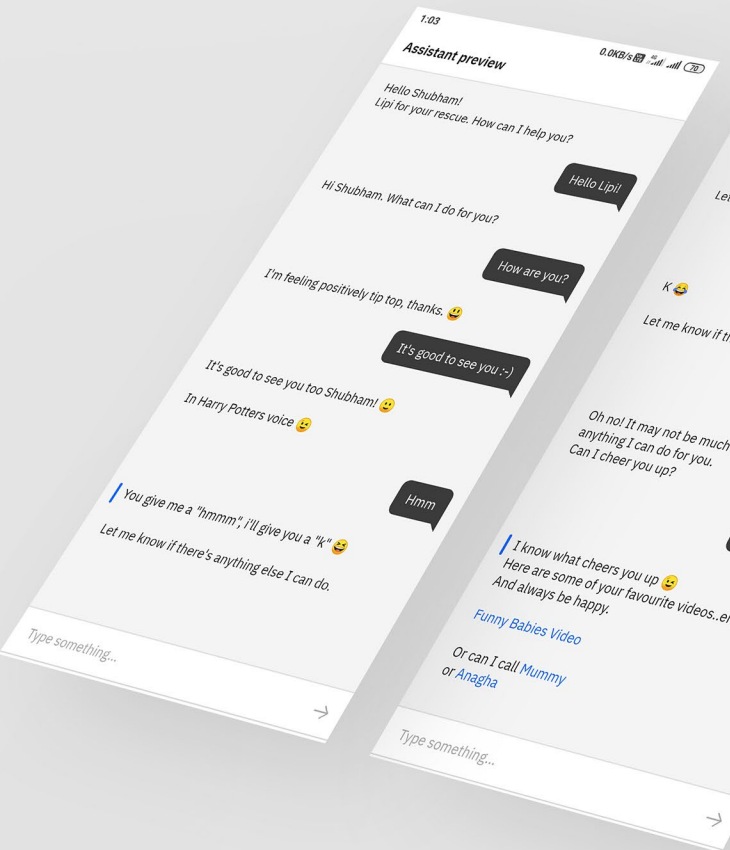 1:03
0.0KB/s
4G
70
Assistant preview
Hello Shubham!
Lipi for your rescue. How can I help you?
Hello Lipi!
Hi Shubham. What can I do for you?
How are you?
I'm feeling positively tip top, thanks. 😃
It's good to see you :-)
It's good to see you too Shubham! 😃
In Harry Potters voice 😉
Hmm
You give me a "hmmm", i'll give you a "k" 😆
Let me know if there's anything else I can do.
Type something...
Let
K 😂
Let me know if th
Oh no! It may not be much
anything I can do for you.
Can I cheer you up?
I know what cheers you up 😉
Here are some of your favourite videos..er
And always be happy.
Funny Babies Video
Or can I call Mummy
or Anagha
Type something...